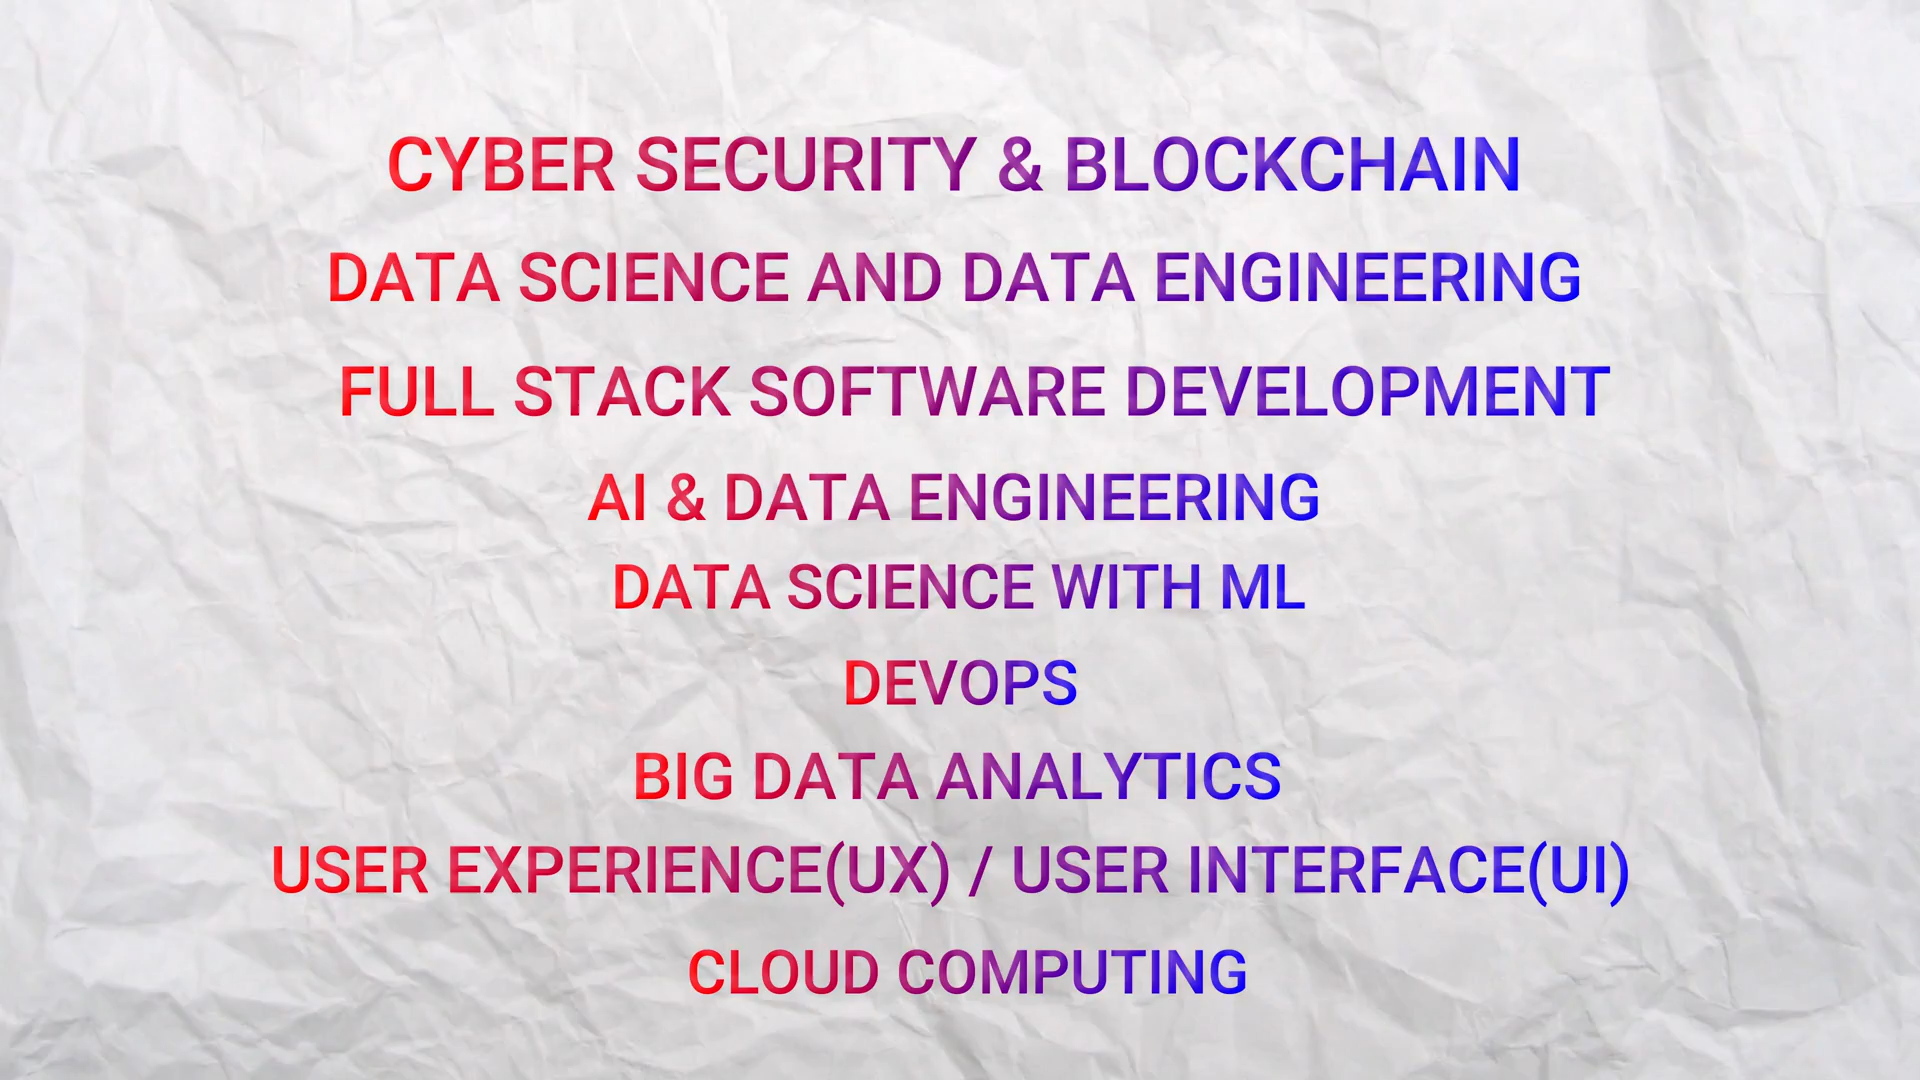 CYBER SECURITY & BLOCKCHAIN
DATA SCIENCE AND DATA ENGINEERING
FULL STACK SOFTWARE DEVELOPMENT
AI & DATA ENGINEERING
DATA SCIENCE WITH ML
DEVOPS
BIG DATA ANALYTICS
USER EXPERIENCE(UX) / USER INTERFACE(UI)
CLOUD COMPUTING